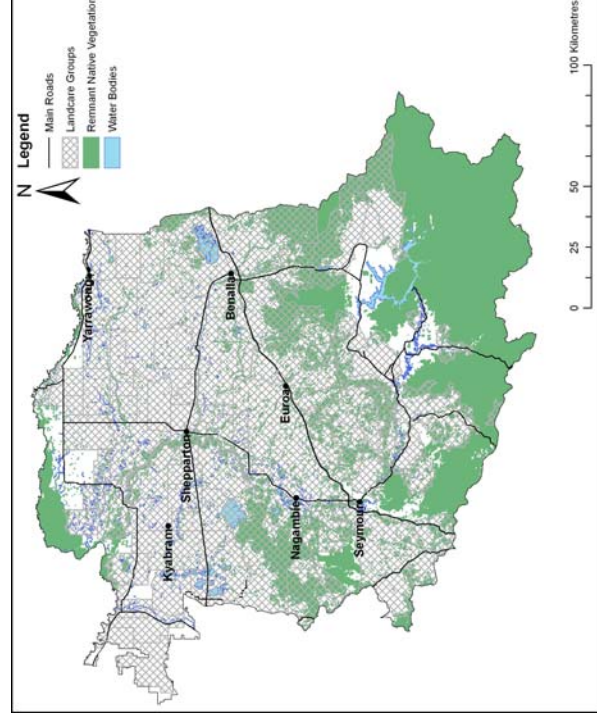 N
Legend
Main Roads
Landcare Groups
Remnant Native Vegetation
Water Bodies
Yarrawonga
Benalla
Shepparton
Euroa
Kyabram
Nagambie
Seymour
0 25 50 100 Kilometres